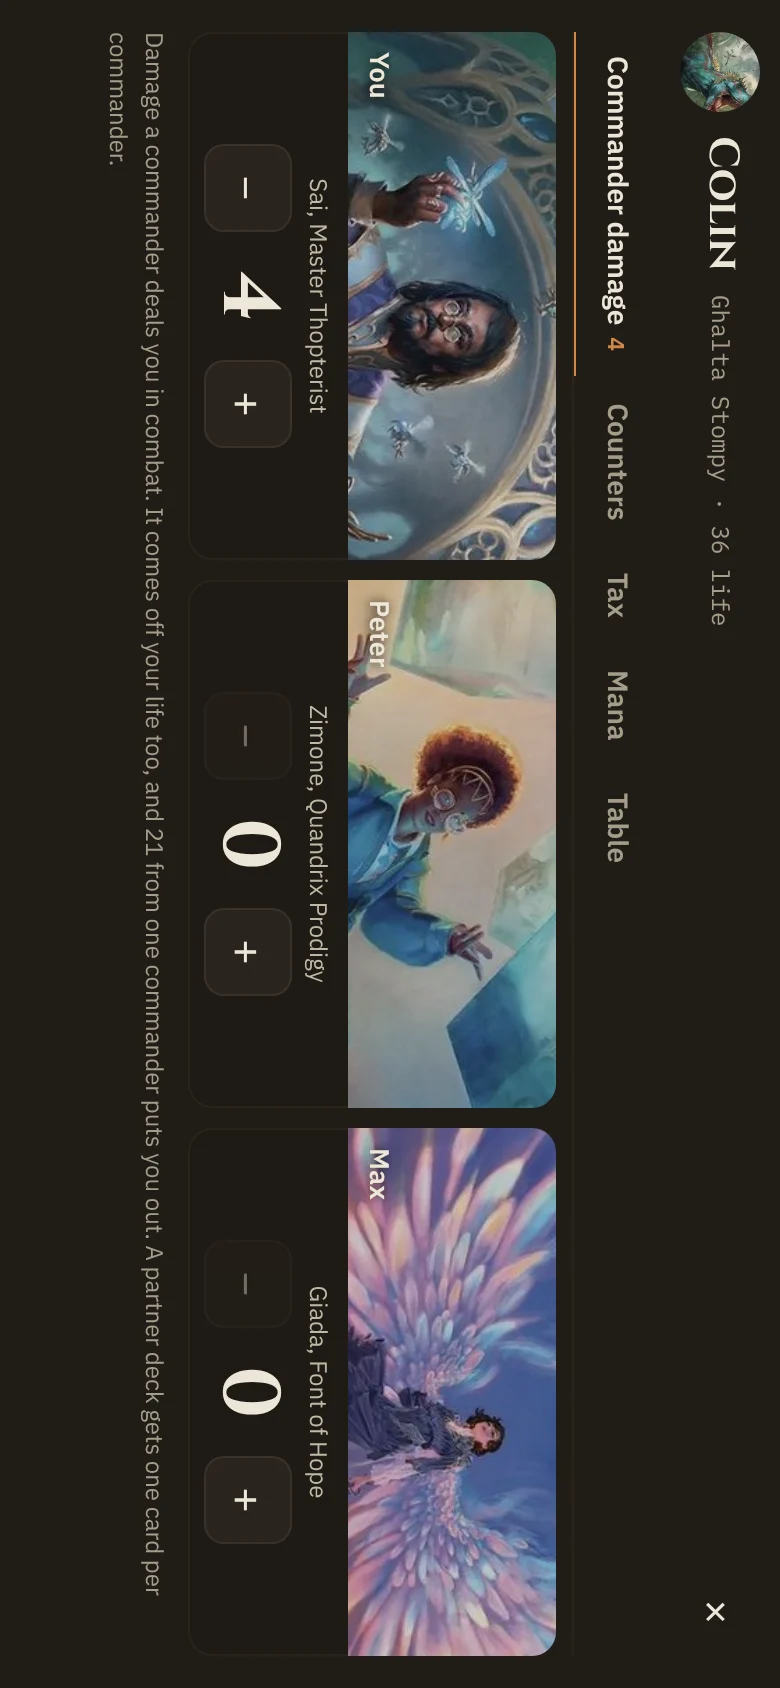 COLIN Ghalta Stompy · 36 life
×
Commander damage 4 Counters Tax Mana Table
You
Sai, Master Thopterist
− 4 +
Peter
Zimone, Quandrix Prodigy
− 0 +
Max
Giada, Font of Hope
− 0 +
Damage a commander deals you in combat. It comes off your life too, and 21 from one commander puts you out. A partner deck gets one card per
commander.